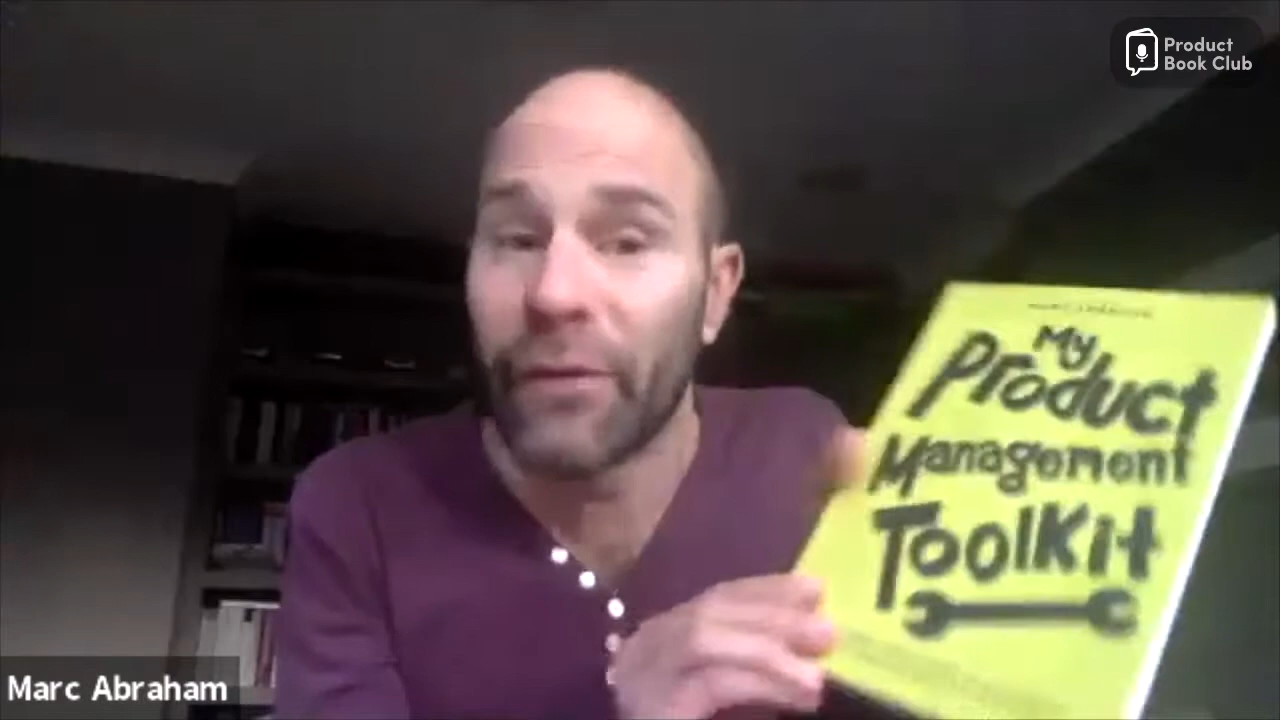 Product
Book Club
My
Product
Management
ToolKit
Marc Abraham